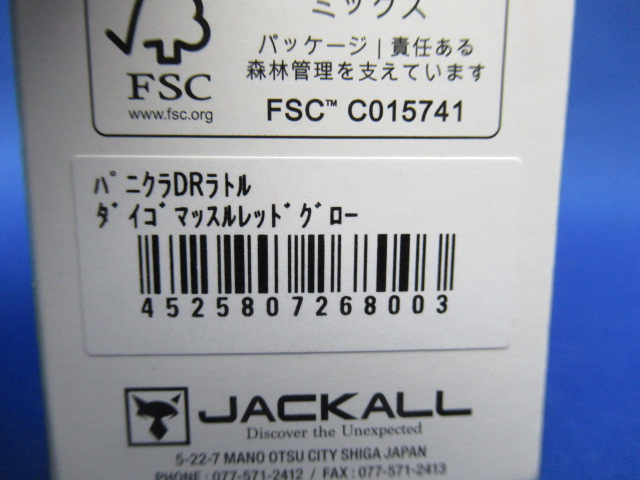 ミックス
パッケージ | 責任ある
森林管理を支えています
FSC
www.fsc.org
FSC™ C015741
ﾊﾟﾆｸﾗDRﾗﾄﾙ
ﾀﾞｲｺﾞﾏｯｽﾙﾚｯﾄﾞｸﾞﾛｰ
4525807268003
JACKALL
Discover the Unexpected
5-22-7 MANO OTSU CITY SHIGA JAPAN
PHONE : 077-571-2412 / FAX : 077-571-2413